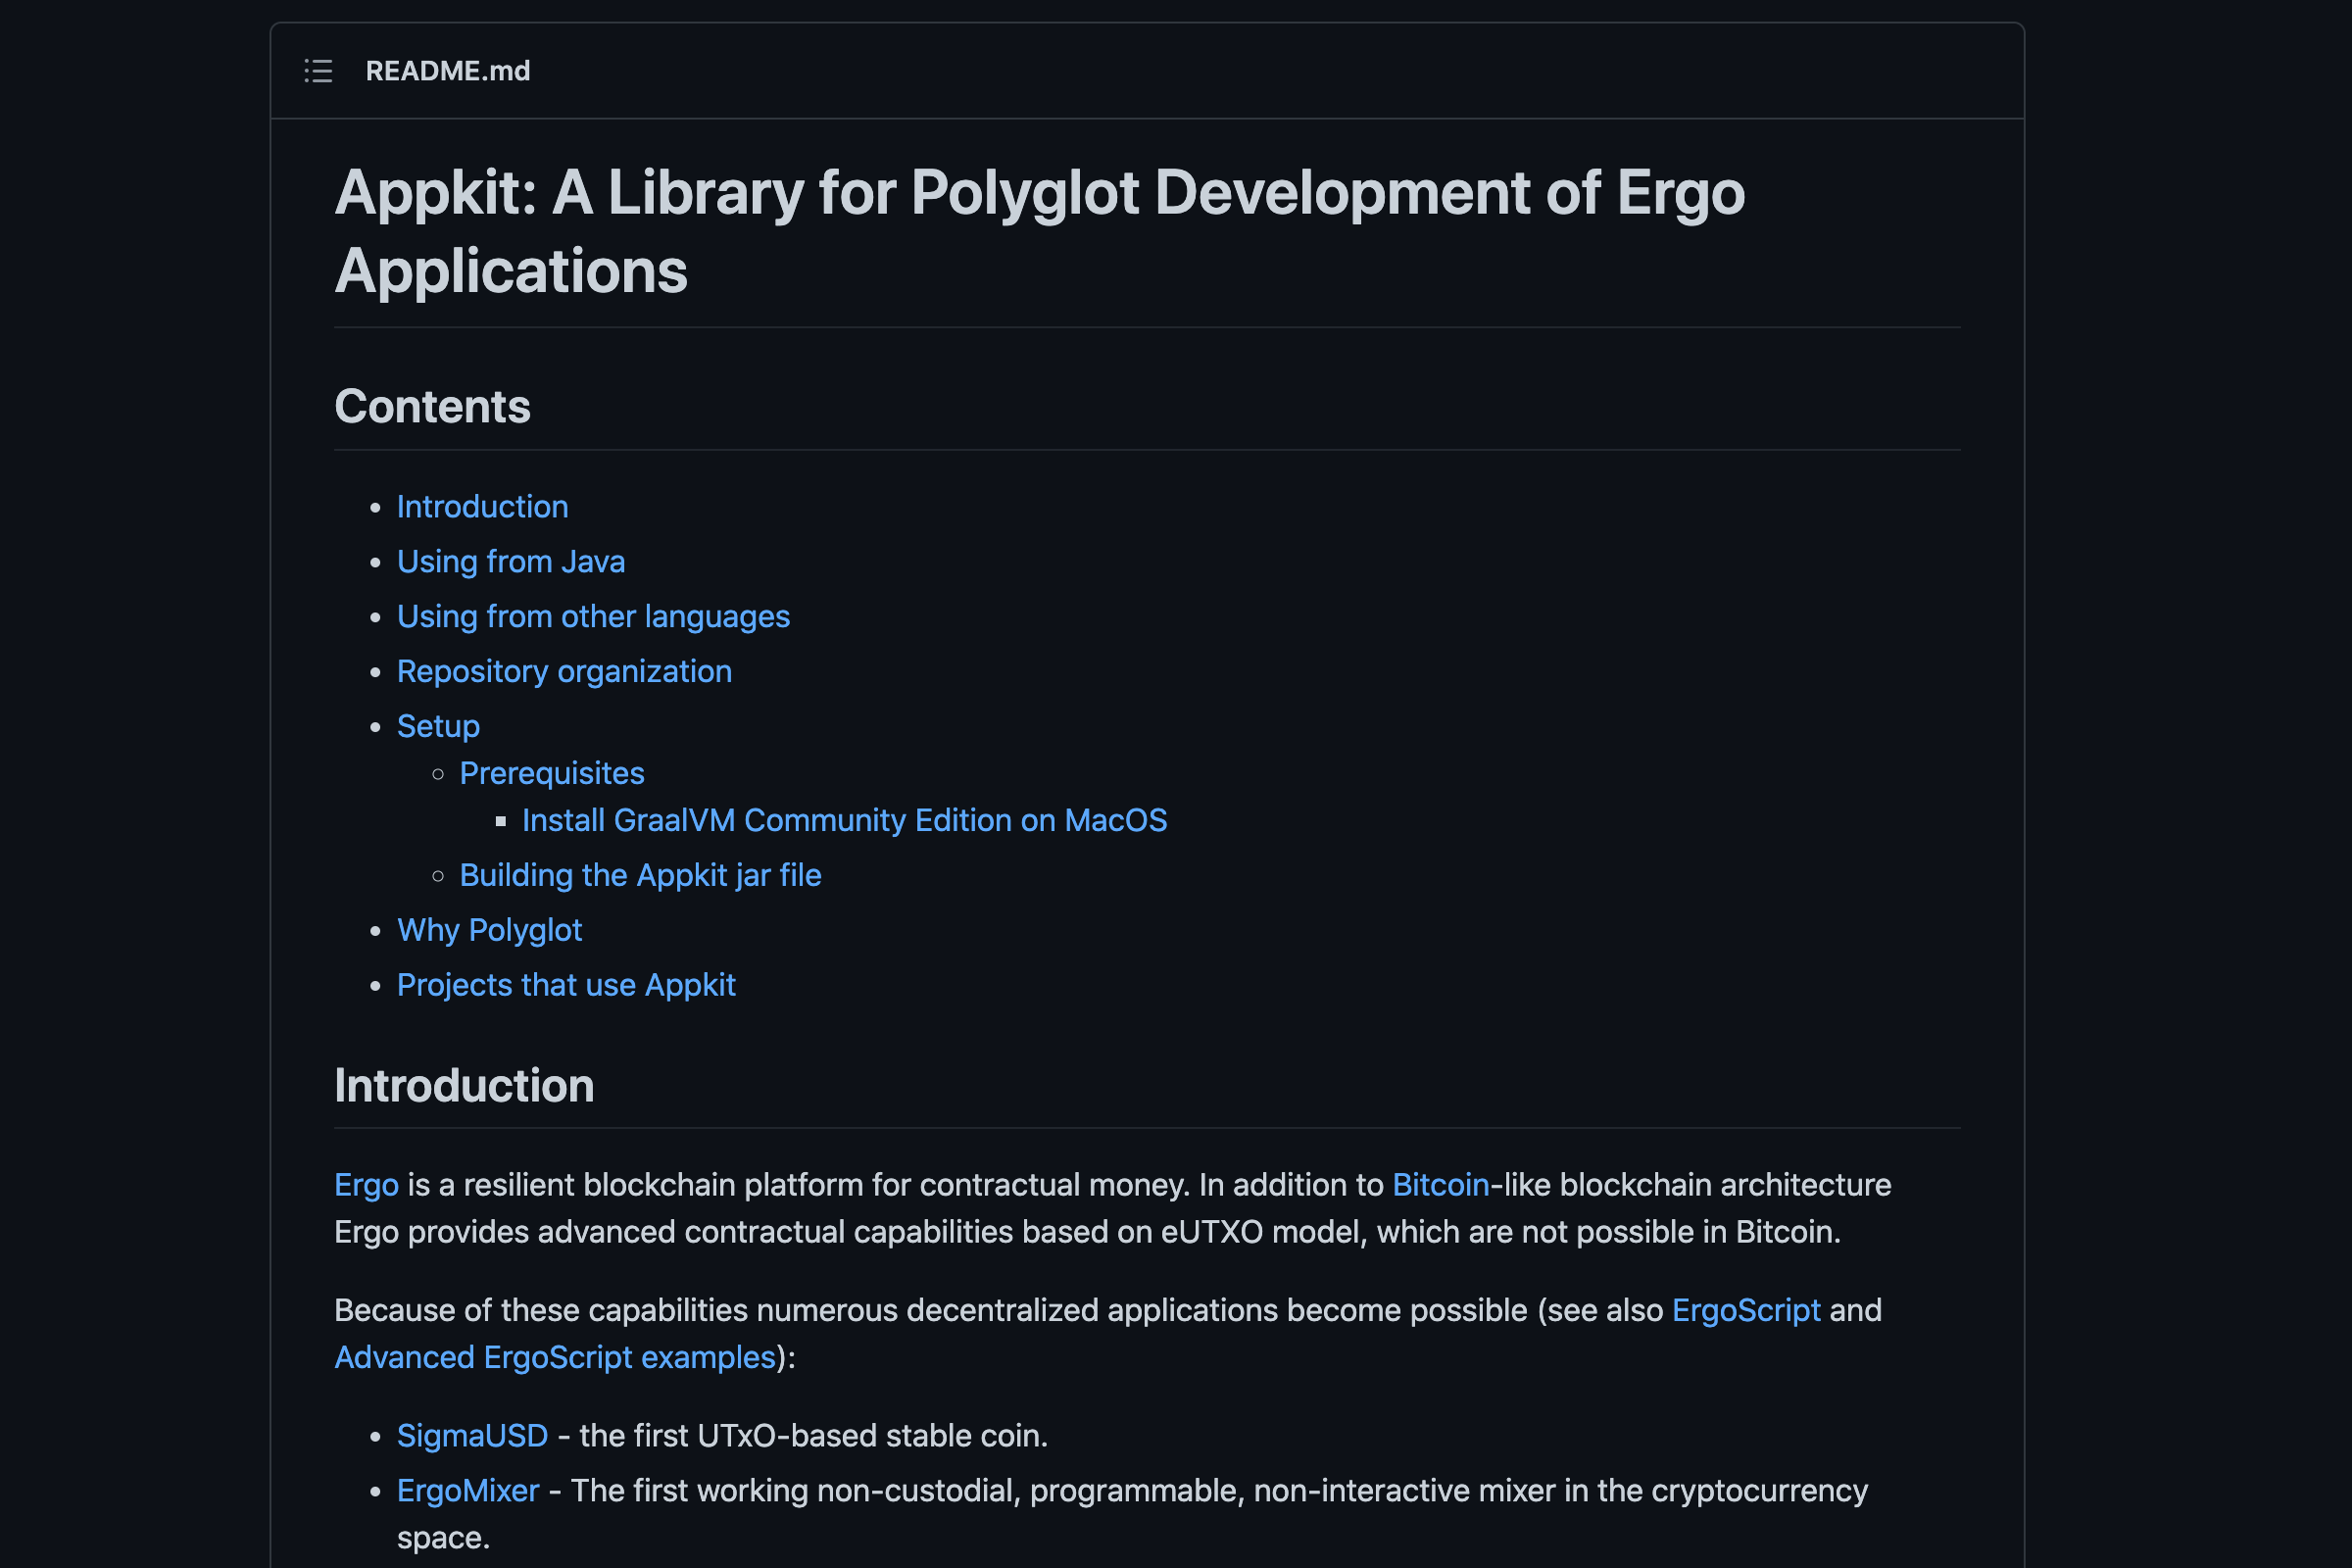 README.md
Appkit: A Library for Polyglot Development of Ergo
Applications
Contents
Introduction
Using from Java
Using from other languages
Repository organization
Setup
Prerequisites
Install GraalVM Community Edition on MacOS
Building the Appkit jar file
Why Polyglot
Projects that use Appkit
Introduction
Ergo is a resilient blockchain platform for contractual money. In addition to Bitcoin-like blockchain architecture
Ergo provides advanced contractual capabilities based on eUTXO model, which are not possible in Bitcoin.
Because of these capabilities numerous decentralized applications become possible (see also ErgoScript and
Advanced ErgoScript examples):
SigmaUSD - the first UTxO-based stable coin.
ErgoMixer - The first working non-custodial, programmable, non-interactive mixer in the cryptocurrency
space.